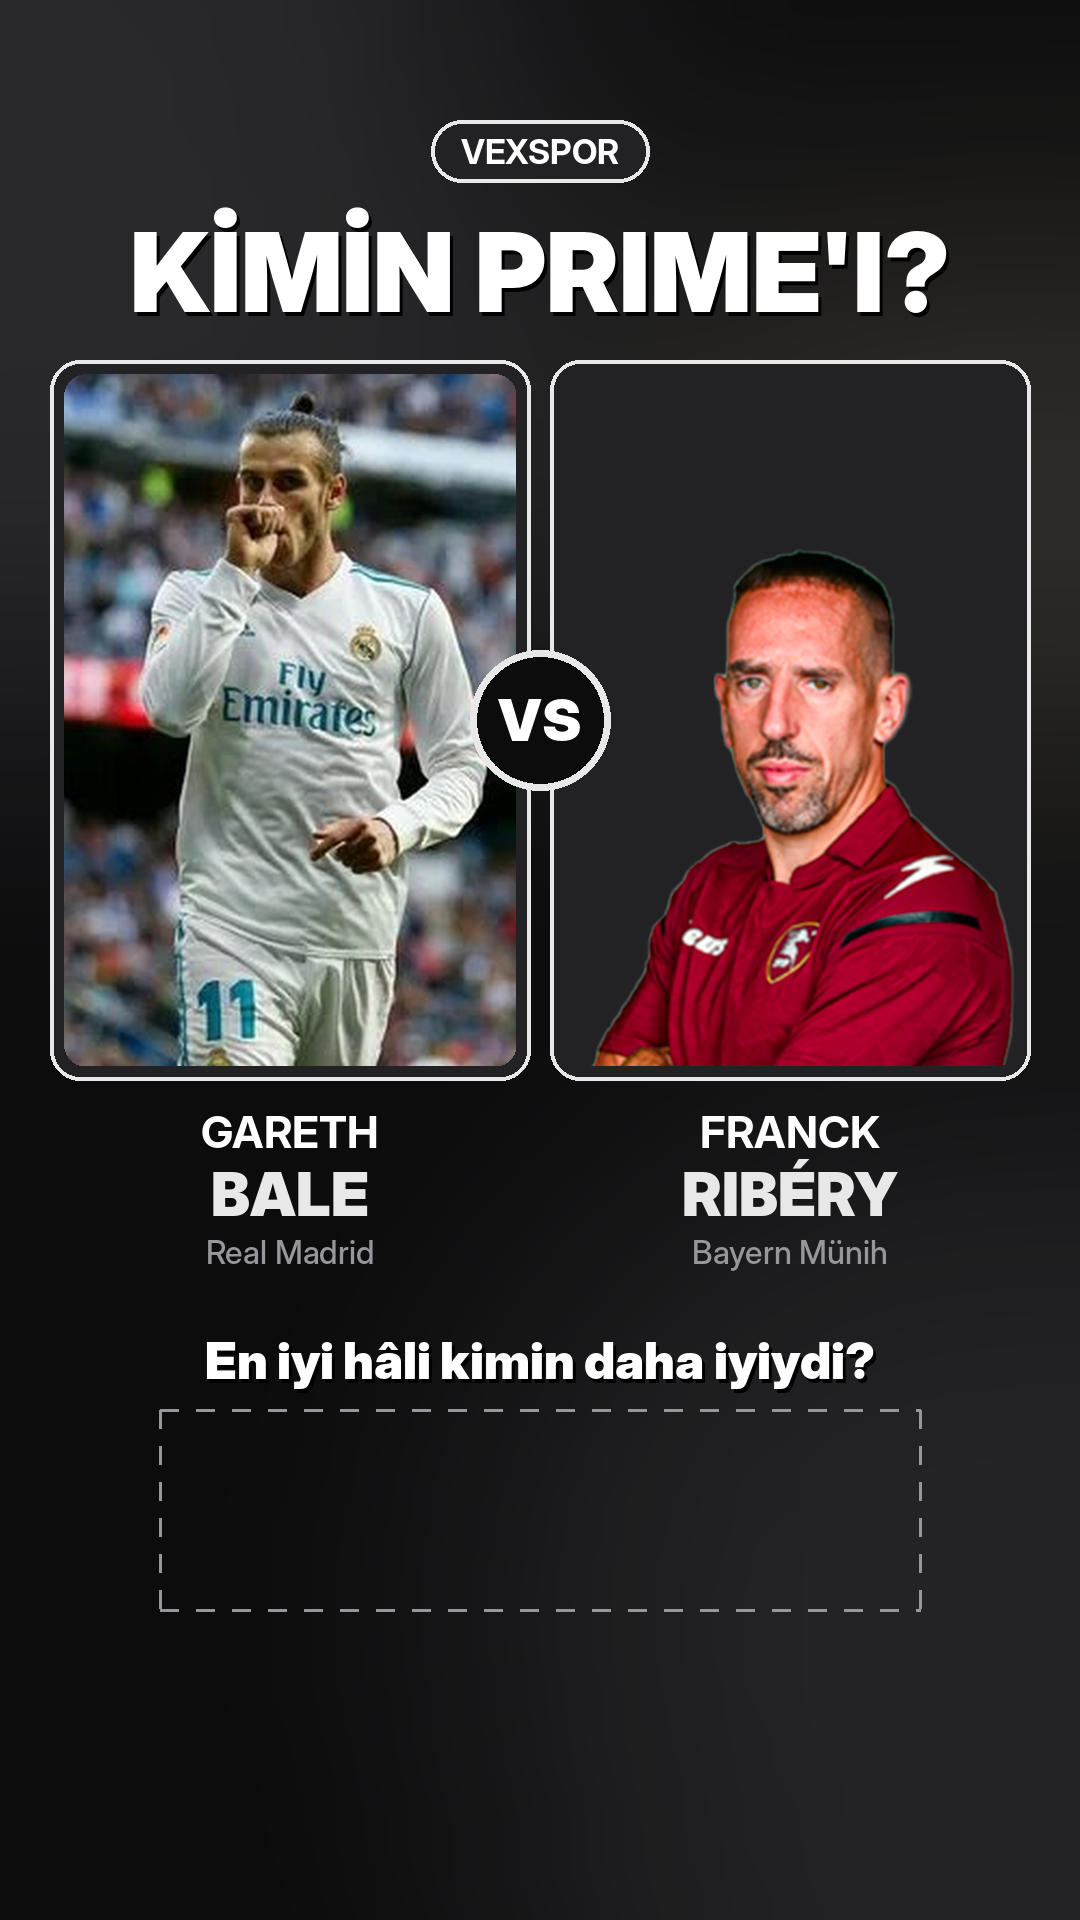 VEXSPOR
KİMİN PRIME'I?
Fly
Emirates
11
VS
eus
GARETH
BALE
Real Madrid
FRANCK
RIBÉRY
Bayern Münih
En iyi hâli kimin daha iyiydi?